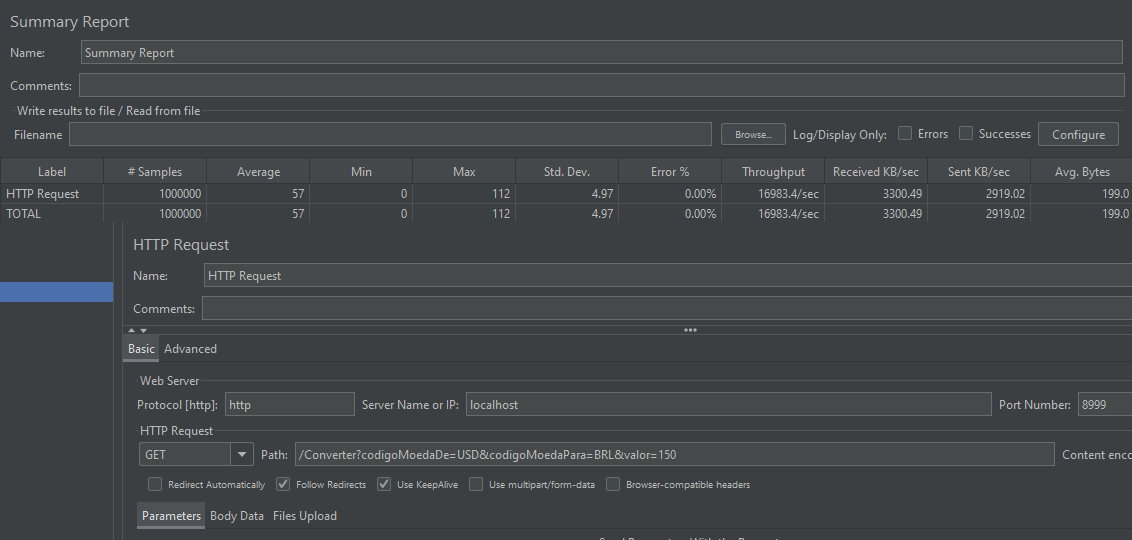 Summary Report
Name: Summary Report
Comments:
Write results to file / Read from file
Filename Browse... Log/Display Only: Errors Successes Configure
Label # Samples Average Min Max Std. Dev. Error % Throughput Received KB/sec Sent KB/sec Avg. Bytes
HTTP Request 1000000 57 0 112 4.97 0.00% 16983.4/sec 3300.49 2919.02 199.0
TOTAL 1000000 57 0 112 4.97 0.00% 16983.4/sec 3300.49 2919.02 199.0
HTTP Request
Name: HTTP Request
Comments:
Basic Advanced
Web Server
Protocol [http]: http Server Name or IP: localhost Port Number: 8999
HTTP Request
GET Path: /Converter?codigoMoedaDe=USD&codigoMoedaPara=BRL&valor=150 Content enco
Redirect Automatically Follow Redirects Use KeepAlive Use multipart/form-data Browser-compatible headers
Parameters Body Data Files Upload